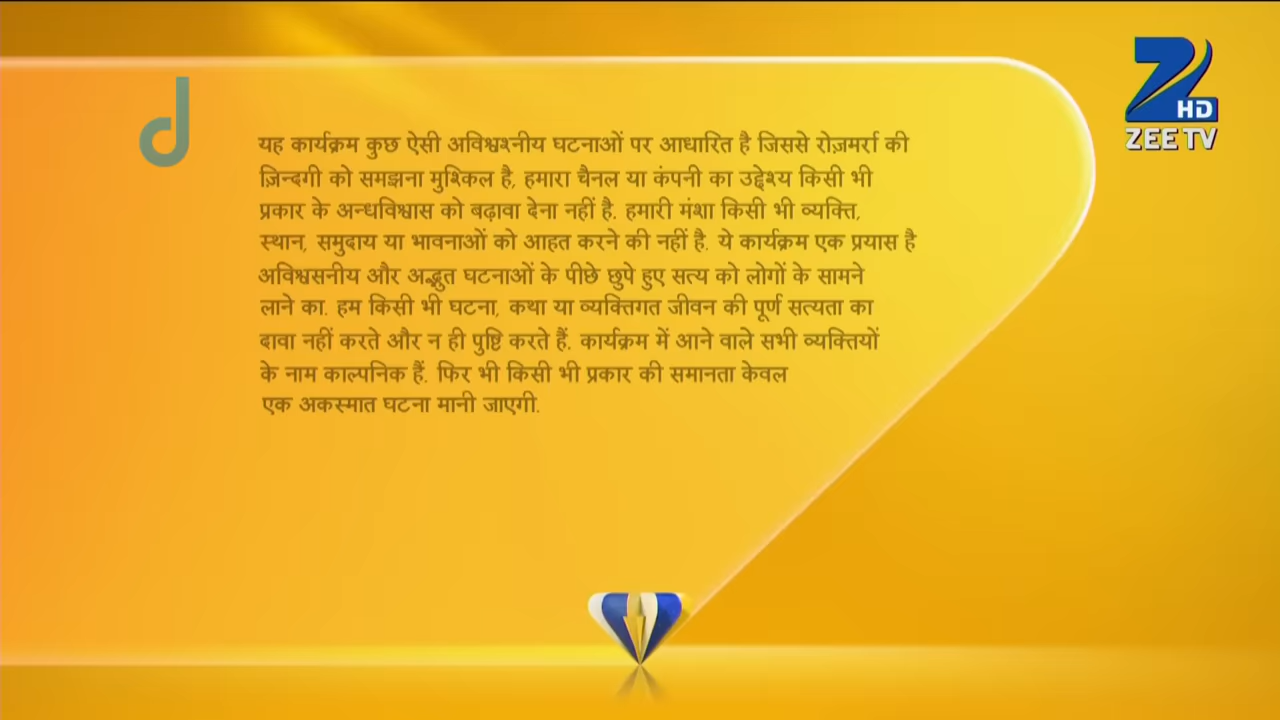 यह कार्यक्रम कुछ ऐसी अविश्वश्नीय घटनाओं पर आधारित है जिससे रोज़मर्रा की
ज़िन्दगी को समझना मुश्किल है, हमारा चैनल या कंपनी का उद्देश्य किसी भी
प्रकार के अन्धविश्वास को बढ़ावा देना नहीं है. हमारी मंशा किसी भी व्यक्ति,
स्थान, समुदाय या भावनाओं को आहत करने की नहीं है. ये कार्यक्रम एक प्रयास है
अविश्वसनीय और अद्भुत घटनाओं के पीछे छुपे हुए सत्य को लोगों के सामने
लाने का. हम किसी भी घटना, कथा या व्यक्तिगत जीवन की पूर्ण सत्यता का
दावा नहीं करते और न ही पुष्टि करते हैं. कार्यक्रम में आने वाले सभी व्यक्तियों
के नाम काल्पनिक हैं. फिर भी किसी भी प्रकार की समानता केवल
एक अकस्मात घटना मानी जाएगी.
d
Z HD
ZEE TV